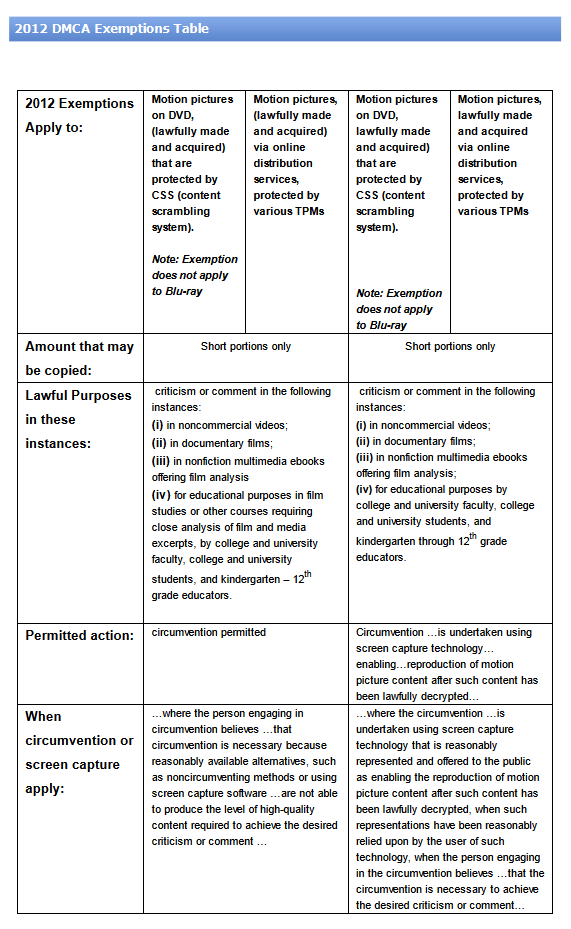 2012 DMCA Exemptions Table
2012 Exemptions
Apply to:
Motion pictures
on DVD,
(lawfully made
and acquired)
that are
protected by
CSS (content
scrambling
system).
Note: Exemption
does not apply
to Blu-ray
Motion pictures,
(lawfully made
and acquired)
via online
distribution
services,
protected by
various TPMs
Motion pictures
on DVD,
lawfully made
and acquired)
that are
protected by
CSS (content
scrambling
system).
Note: Exemption
does not apply
to Blu-ray
Motion pictures,
lawfully made
and acquired
via online
distribution
services,
protected by
various TPMs
Amount that may
be copied:
Short portions only
Short portions only
Lawful Purposes
in these
instances:
criticism or comment in the following
instances:
(i) in noncommercial videos;
(ii) in documentary films;
(iii) in nonfiction multimedia ebooks
offering film analysis
(iv) for educational purposes in film
studies or other courses requiring
close analysis of film and media
excerpts, by college and university
faculty, college and university
students, and kindergarten – 12th
grade educators.
criticism or comment in the following
instances:
(i) in noncommercial videos;
(ii) in documentary films;
(iii) in nonfiction multimedia ebooks
offering film analysis;
(iv) for educational purposes by
college and university faculty, college
and university students, and
kindergarten through 12th grade
educators.
Permitted action:
circumvention permitted
Circumvention …is undertaken using
screen capture technology…
enabling…reproduction of motion
picture content after such content has
been lawfully decrypted…
When
circumvention or
screen capture
apply:
…where the person engaging in
circumvention believes …that
circumvention is necessary because
reasonably available alternatives, such
as noncircumventing methods or using
screen capture software …are not able
to produce the level of high-quality
content required to achieve the desired
criticism or comment …
…where the circumvention …is
undertaken using screen capture
technology that is reasonably
represented and offered to the public
as enabling the reproduction of motion
picture content after such content has
been lawfully decrypted, when such
representations have been reasonably
relied upon by the user of such
technology, when the person engaging
in the circumvention believes …that the
circumvention is necessary to achieve
the desired criticism or comment…